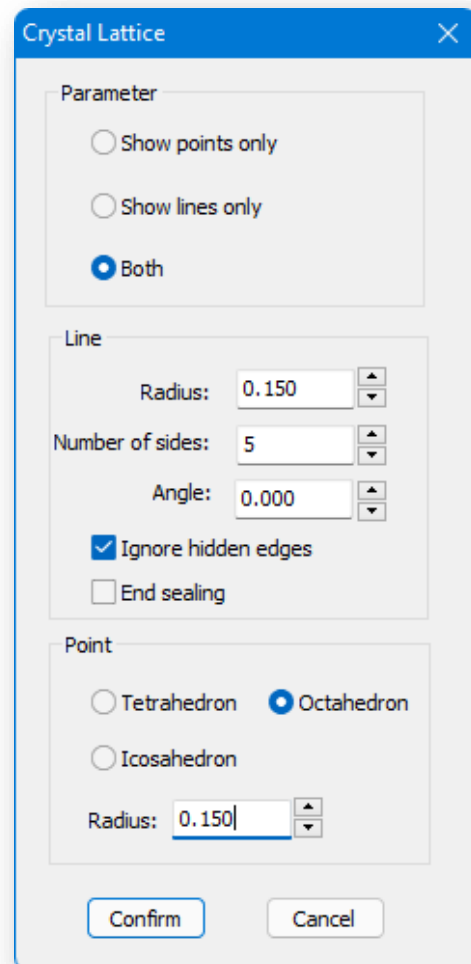 Crystal Lattice
Parameter
Show points only
Show lines only
Both
Line
Radius: 0.150
Number of sides: 5
Angle: 0.000
Ignore hidden edges
End sealing
Point
Tetrahedron Octahedron
Icosahedron
Radius: 0.150
Confirm Cancel